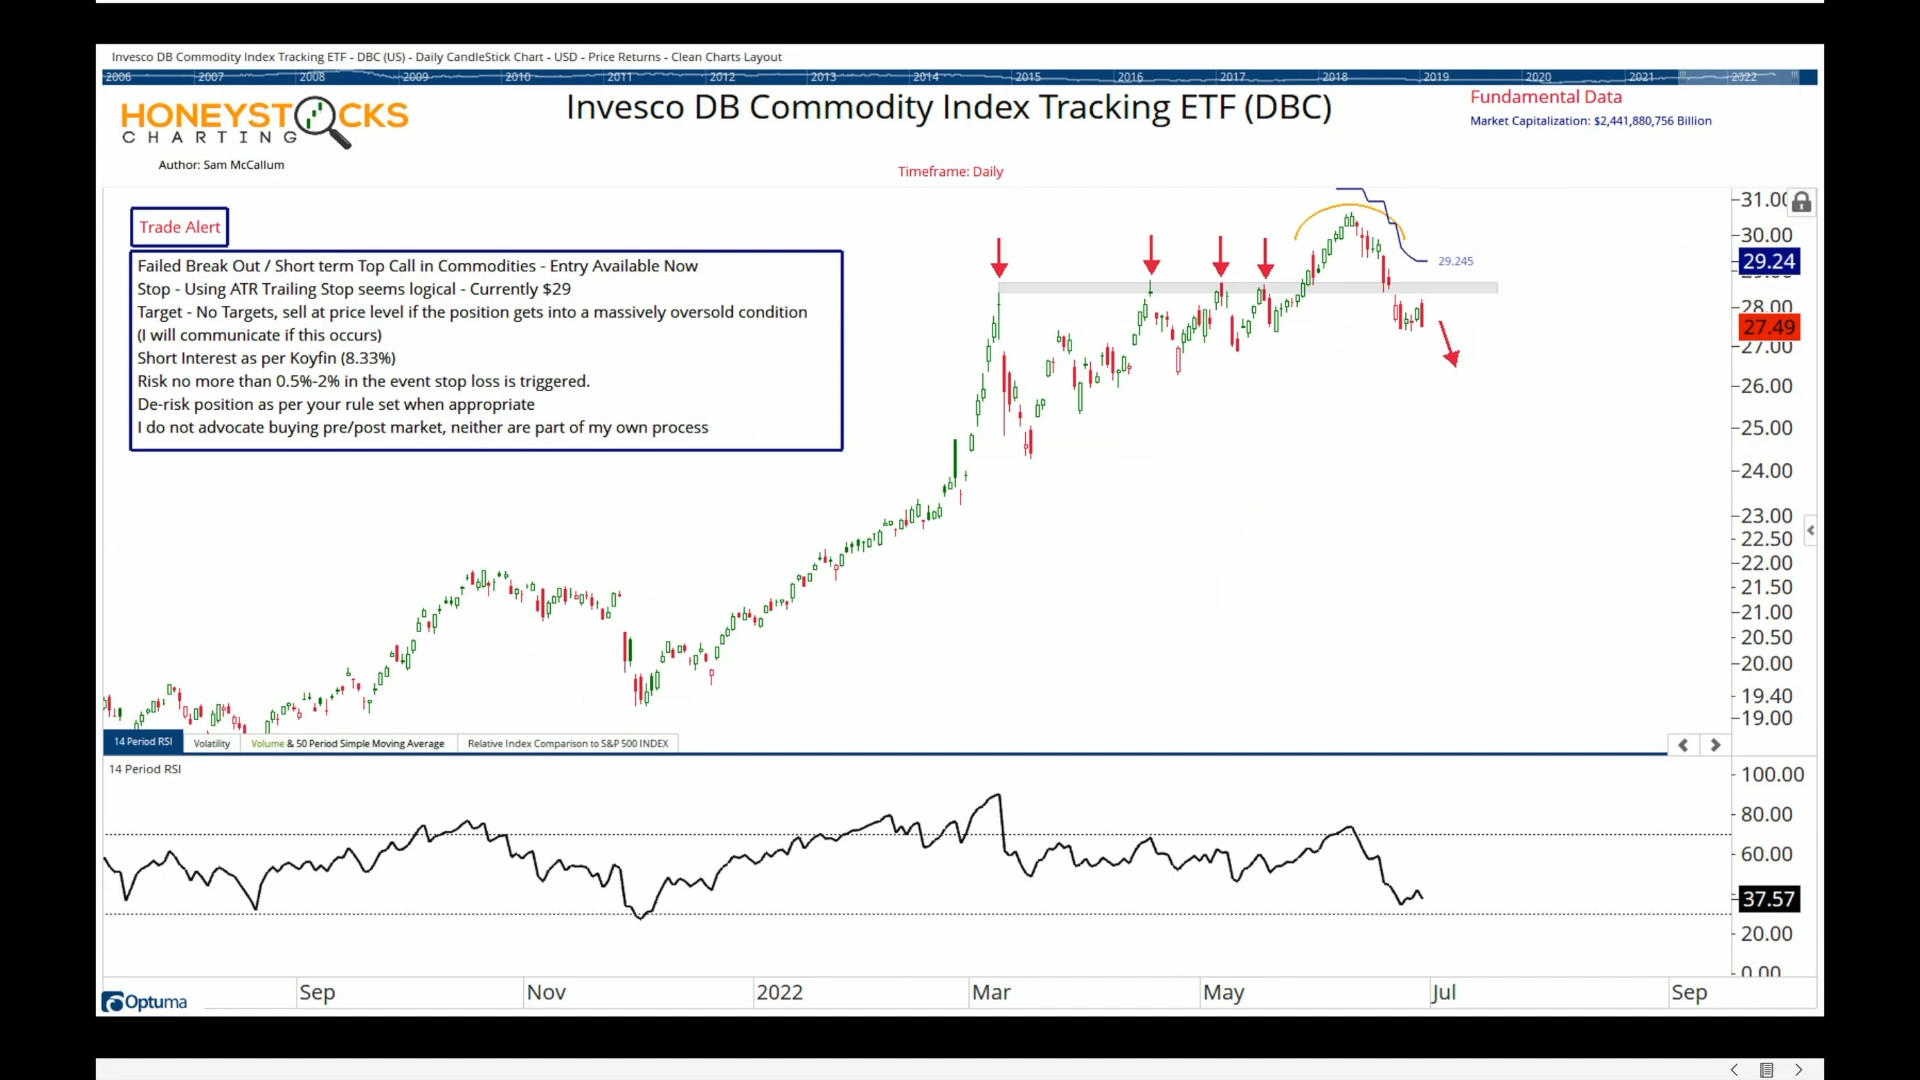 Invesco DB Commodity Index Tracking ETF - DBC (US) - Daily CandleStick Chart - USD - Price Returns - Clean Charts Layout
2006 2007 2008 2009 2010 2011 2012 2013 2014 2015 2016 2017 2018 2019 2020 2021 2022
HONEYSTOCKS
CHARTING
Author: Sam McCallum
Invesco DB Commodity Index Tracking ETF (DBC)
Timeframe: Daily
Fundamental Data
Market Capitalization: $2,441,880,756 Billion
Trade Alert
Failed Break Out / Short term Top Call in Commodities - Entry Available Now
Stop - Using ATR Trailing Stop seems logical - Currently $29
Target - No Targets, sell at price level if the position gets into a massively oversold condition
(I will communicate if this occurs)
Short Interest as per Koyfin (8.33%)
Risk no more than 0.5%-2% in the event stop loss is triggered.
De-risk position as per your rule set when appropriate
I do not advocate buying pre/post market, neither are part of my own process
29.245
31.00
30.00
29.24
29.00
28.00
27.49
27.00
26.00
25.00
24.00
23.00
22.50
22.00
21.50
21.00
20.50
20.00
19.40
19.00
14 Period RSI Volatility Volume & 50 Period Simple Moving Average Relative Index Comparison to S&P 500 INDEX
14 Period RSI
100.00
80.00
60.00
37.57
20.00
0.00
Sep Nov 2022 Mar May Jul Sep
Optuma